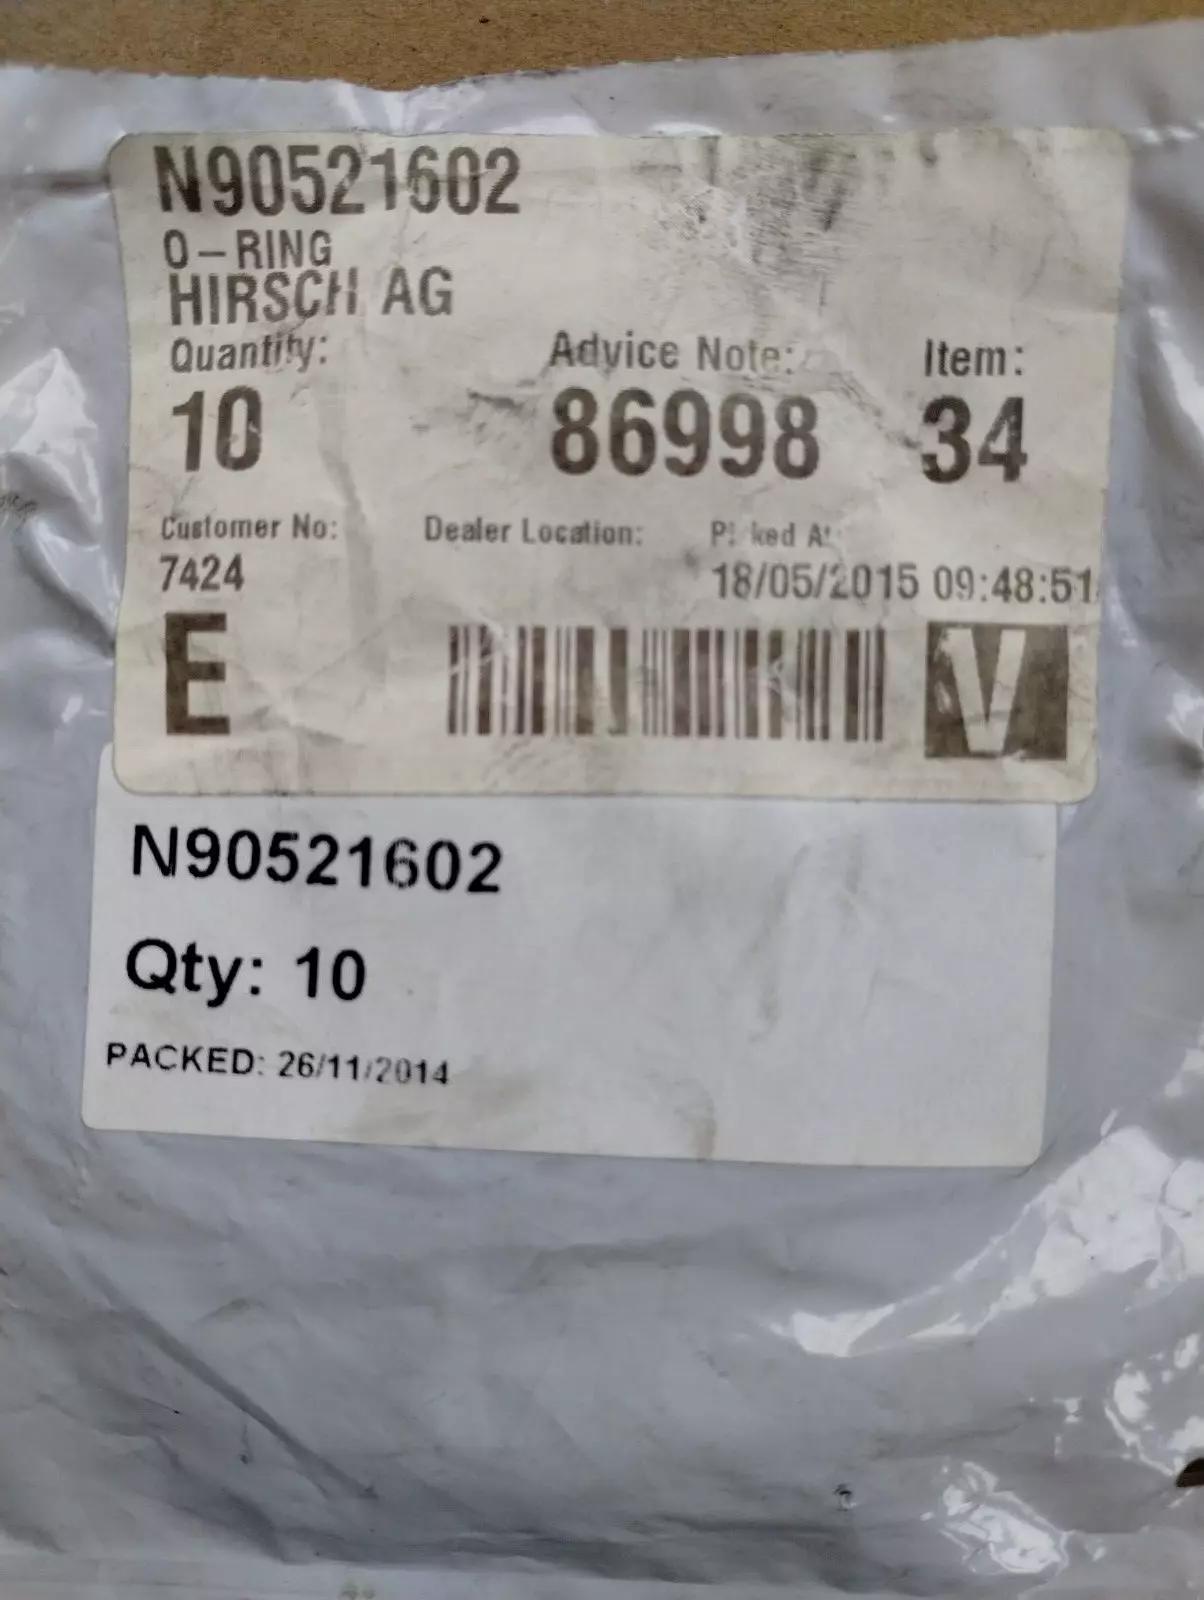 N90521602
O-RING
HIRSCH AG
Quantity: Advice Note: Item:
10 86998 34
Customer No: Dealer Location: Picked At
7424 18/05/2015 09:48:51
E V
N90521602
Qty: 10
PACKED: 26/11/2014